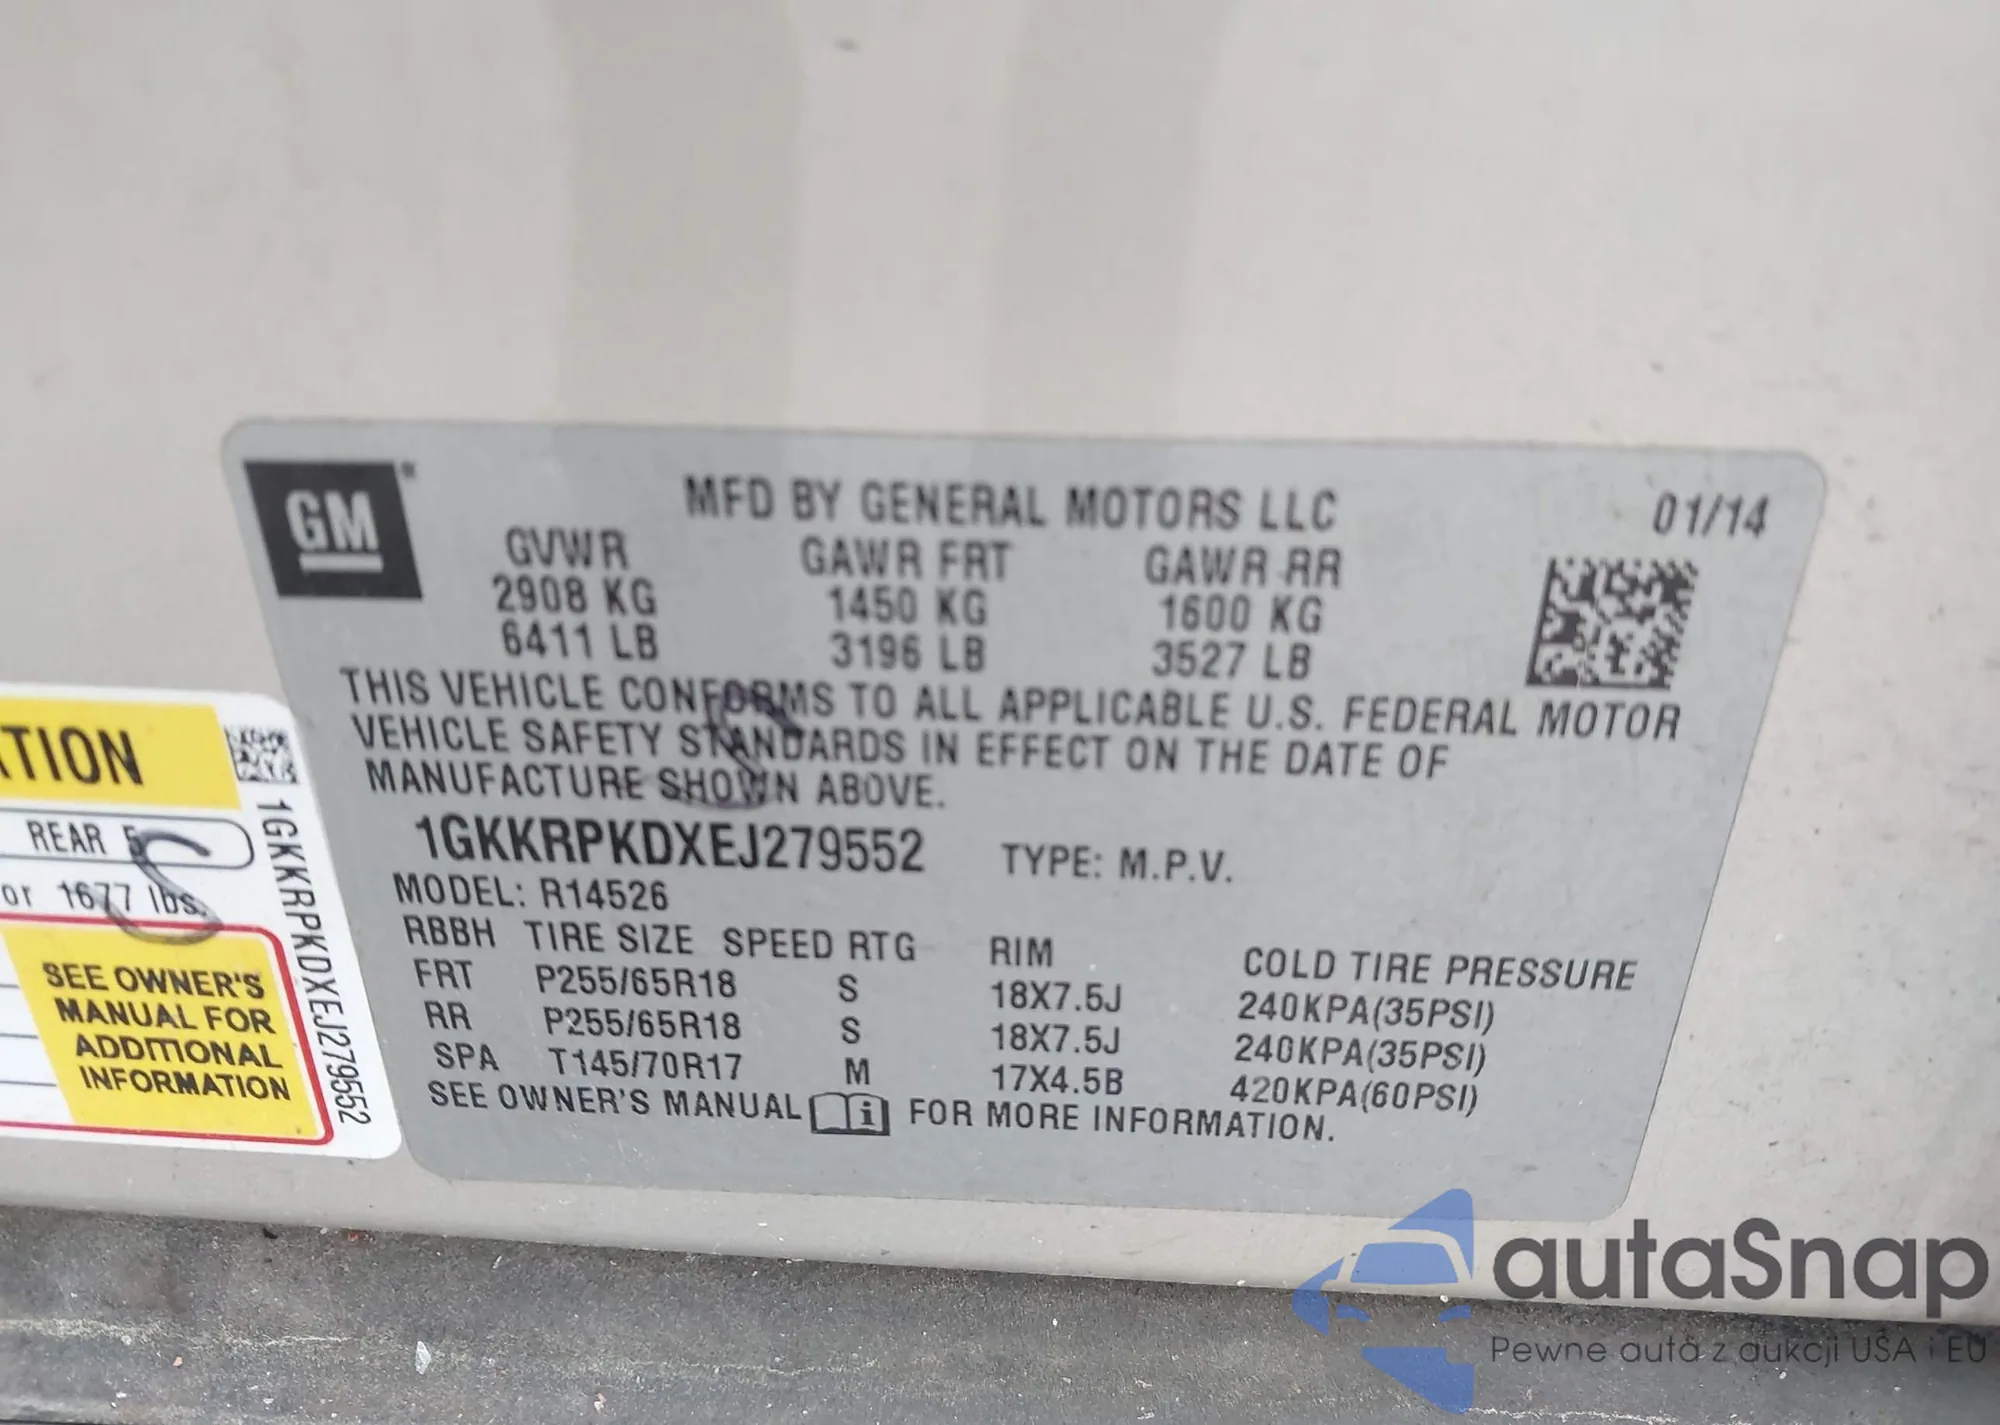 GM
MFD BY GENERAL MOTORS LLC 01/14
GVWR GAWR FRT GAWR RR
2908 KG 1450 KG 1600 KG
6411 LB 3196 LB 3527 LB
THIS VEHICLE CONFORMS TO ALL APPLICABLE U.S. FEDERAL MOTOR
VEHICLE SAFETY STANDARDS IN EFFECT ON THE DATE OF
MANUFACTURE SHOWN ABOVE.
1GKKRPKDXEJ279552 TYPE: M.P.V.
MODEL: R14526
RBBH TIRE SIZE SPEED RTG RIM COLD TIRE PRESSURE
FRT P255/65R18 S 18X7.5J 240KPA(35PSI)
RR P255/65R18 S 18X7.5J 240KPA(35PSI)
SPA T145/70R17 M 17X4.5B 420KPA(60PSI)
SEE OWNER'S MANUAL FOR MORE INFORMATION.
TION
REAR 5
or 1677 lbs.
SEE OWNER'S
MANUAL FOR
ADDITIONAL
INFORMATION
1GKKRPKDXEJ279552
autaSnap
Pewne auta z aukcji USA i EU